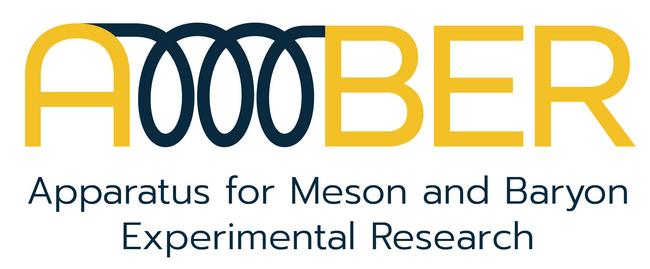 AMBER
Apparatus for Meson and Baryon
Experimental Research